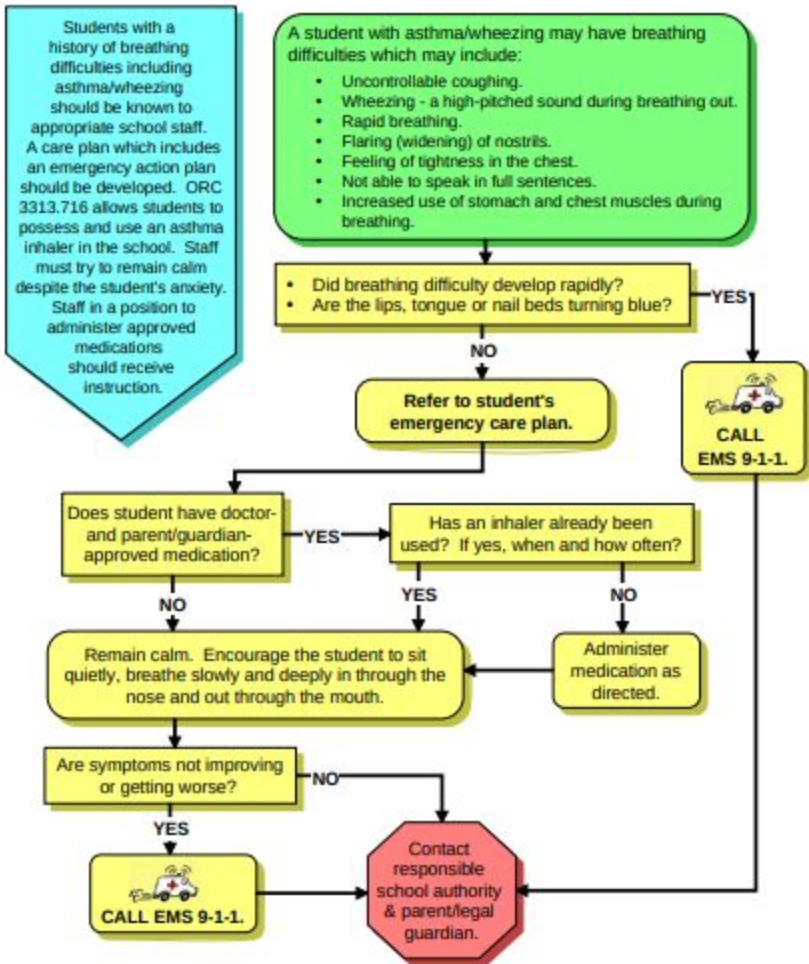 Students with a
history of breathing
difficulties including
asthma/wheezing
should be known to
appropriate school staff.
A care plan which includes
an emergency action plan
should be developed. ORC
3313.716 allows students to
possess and use an asthma
inhaler in the school. Staff
must try to remain calm
despite the student's anxiety.
Staff in a position to
administer approved
medications
should receive
instruction.
A student with asthma/wheezing may have breathing
difficulties which may include:
• Uncontrollable coughing.
• Wheezing - a high-pitched sound during breathing out.
• Rapid breathing.
• Flaring (widening) of nostrils.
• Feeling of tightness in the chest.
• Not able to speak in full sentences.
• Increased use of stomach and chest muscles during
breathing.
• Did breathing difficulty develop rapidly?
• Are the lips, tongue or nail beds turning blue?
YES
NO
CALL
EMS 9-1-1.
Refer to student's
emergency care plan.
Does student have doctor-
and parent/guardian-
approved medication?
YES
Has an inhaler already been
used? If yes, when and how often?
NO
YES
NO
Remain calm. Encourage the student to sit
quietly, breathe slowly and deeply in through the
nose and out through the mouth.
Administer
medication as
directed.
Are symptoms not improving
or getting worse?
NO
YES
CALL EMS 9-1-1.
Contact
responsible
school authority
& parent/legal
guardian.